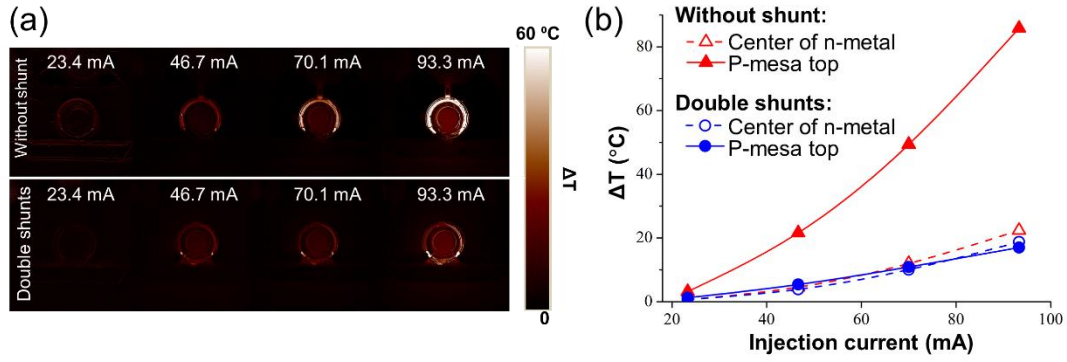 (a)
60 ºC
23.4 mA
46.7 mA
70.1 mA
93.3 mA
Without shunt
23.4 mA
46.7 mA
70.1 mA
93.3 mA
Double shunts
ΔT
0
(b)
Without shunt:
Center of n-metal
P-mesa top
Double shunts:
Center of n-metal
P-mesa top
ΔT (°C)
80
60
40
20
0
20
40
60
80
100
Injection current (mA)